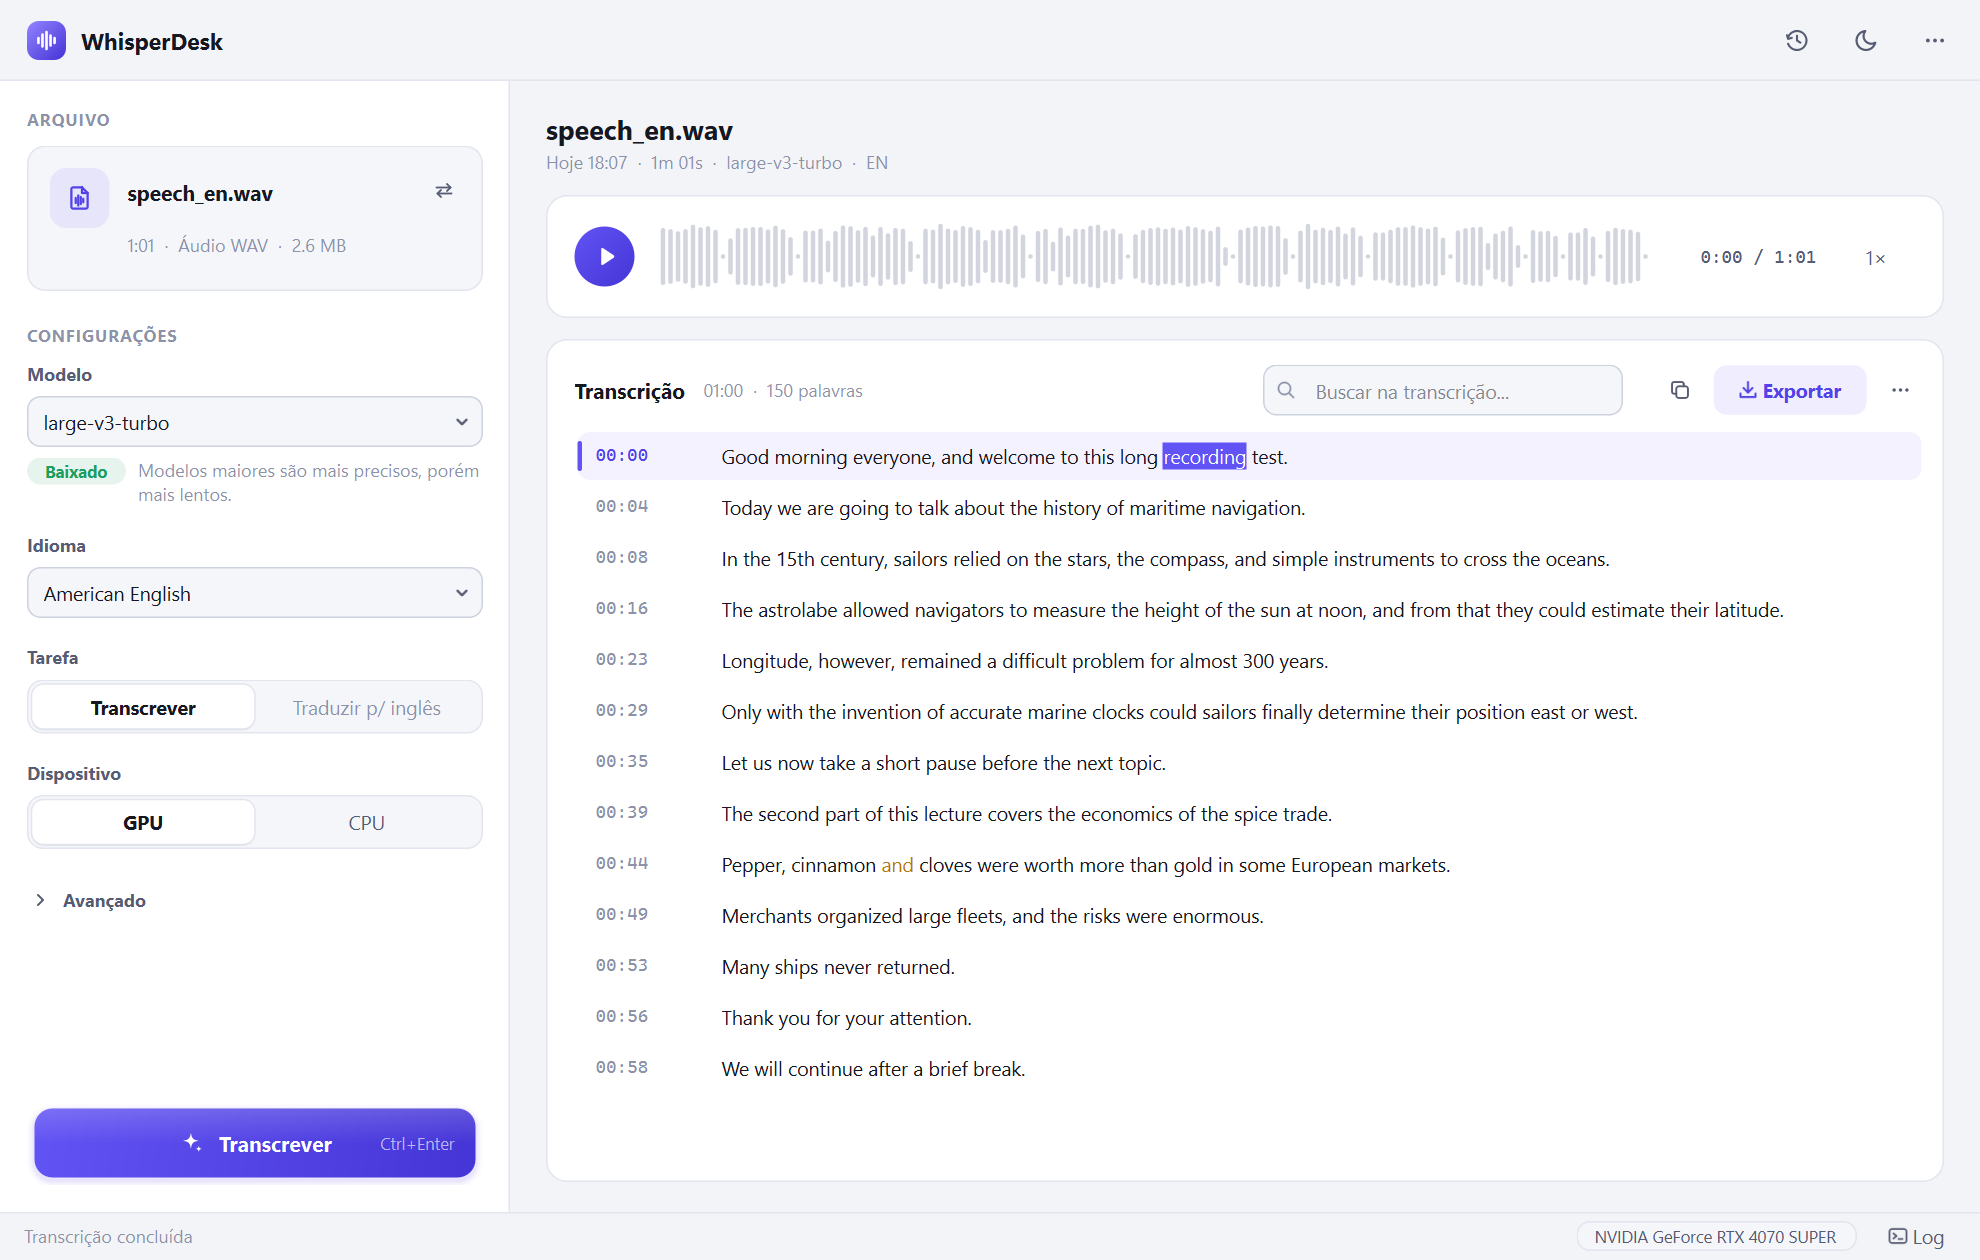 WhisperDesk
ARQUIVO
speech_en.wav
1:01 · Áudio WAV · 2.6 MB
CONFIGURAÇÕES
Modelo
large-v3-turbo
Baixado
Modelos maiores são mais precisos, porém
mais lentos.
Idioma
American English
Tarefa
Transcrever Traduzir p/ inglês
Dispositivo
GPU CPU
Avançado
Transcrever Ctrl+Enter
speech_en.wav
Hoje 18:07 · 1m 01s · large-v3-turbo · EN
0:00 / 1:01 1×
Transcrição 01:00 · 150 palavras
Buscar na transcrição...
Exportar
00:00 Good morning everyone, and welcome to this long recording test.
00:04 Today we are going to talk about the history of maritime navigation.
00:08 In the 15th century, sailors relied on the stars, the compass, and simple instruments to cross the oceans.
00:16 The astrolabe allowed navigators to measure the height of the sun at noon, and from that they could estimate their latitude.
00:23 Longitude, however, remained a difficult problem for almost 300 years.
00:29 Only with the invention of accurate marine clocks could sailors finally determine their position east or west.
00:35 Let us now take a short pause before the next topic.
00:39 The second part of this lecture covers the economics of the spice trade.
00:44 Pepper, cinnamon and cloves were worth more than gold in some European markets.
00:49 Merchants organized large fleets, and the risks were enormous.
00:53 Many ships never returned.
00:56 Thank you for your attention.
00:58 We will continue after a brief break.
Transcrição concluída
NVIDIA GeForce RTX 4070 SUPER
Log